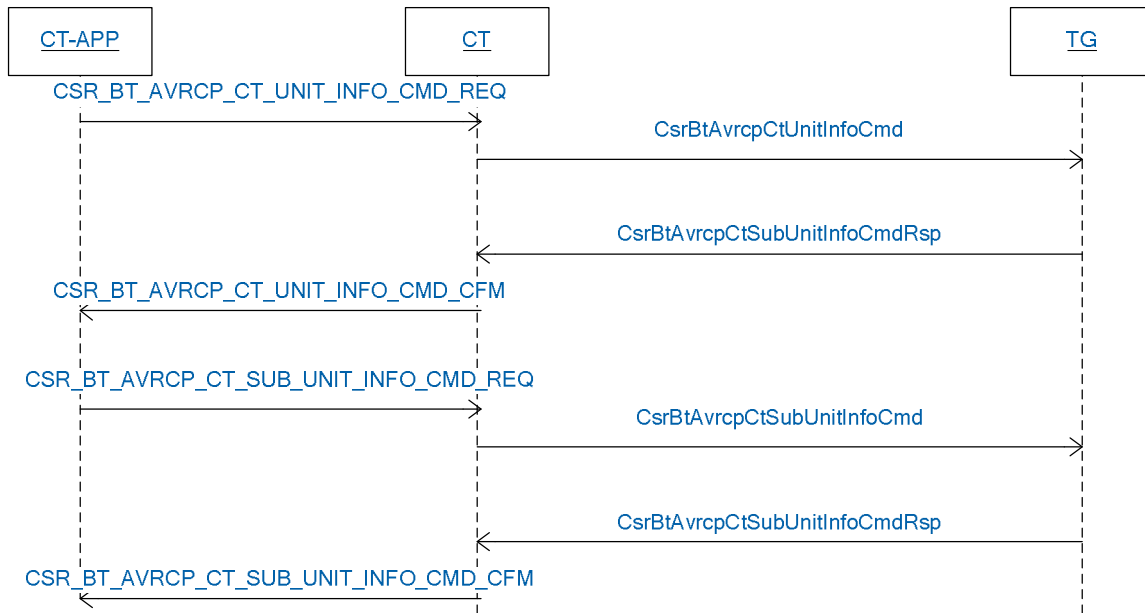 CT-APP
CT
TG
CSR_BT_AVRCP_CT_UNIT_INFO_CMD_REQ
CsrBtAvrcpCtUnitInfoCmd
CsrBtAvrcpCtSubUnitInfoCmdRsp
CSR_BT_AVRCP_CT_UNIT_INFO_CMD_CFM
CSR_BT_AVRCP_CT_SUB_UNIT_INFO_CMD_REQ
CsrBtAvrcpCtSubUnitInfoCmd
CsrBtAvrcpCtSubUnitInfoCmdRsp
CSR_BT_AVRCP_CT_SUB_UNIT_INFO_CMD_CFM